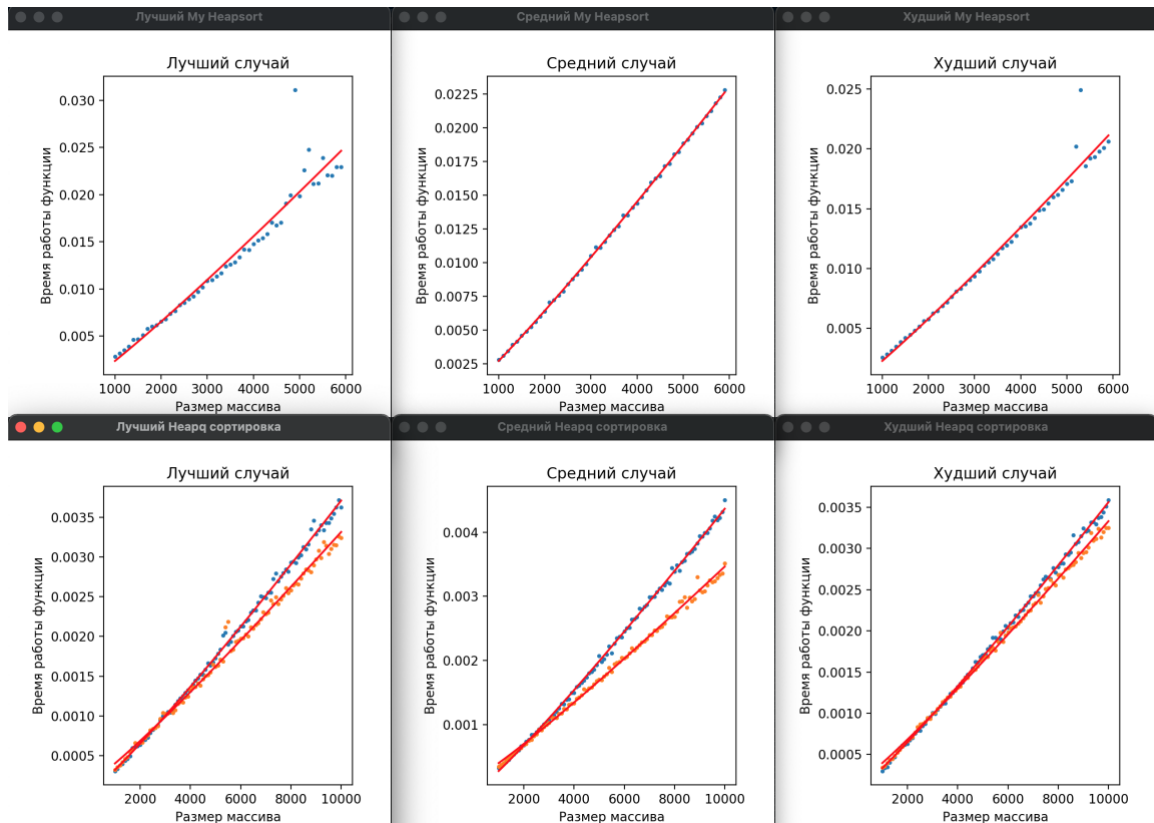 Лучший My Heapsort
Лучший случай
Время работы функции
0.030
0.025
0.020
0.015
0.010
0.005
1000 2000 3000 4000 5000 6000
Размер массива
Средний My Heapsort
Средний случай
Время работы функции
0.0225
0.0200
0.0175
0.0150
0.0125
0.0100
0.0075
0.0050
0.0025
1000 2000 3000 4000 5000 6000
Размер массива
Худший My Heapsort
Худший случай
Время работы функции
0.025
0.020
0.015
0.010
0.005
1000 2000 3000 4000 5000 6000
Размер массива
Лучший Heapq сортировка
Лучший случай
Время работы функции
0.0035
0.0030
0.0025
0.0020
0.0015
0.0010
0.0005
2000 4000 6000 8000 10000
Размер массива
Средний Heapq сортировка
Средний случай
Время работы функции
0.004
0.003
0.002
0.001
2000 4000 6000 8000 10000
Размер массива
Худший Heapq сортировка
Худший случай
Время работы функции
0.0035
0.0030
0.0025
0.0020
0.0015
0.0010
0.0005
2000 4000 6000 8000 10000
Размер массива